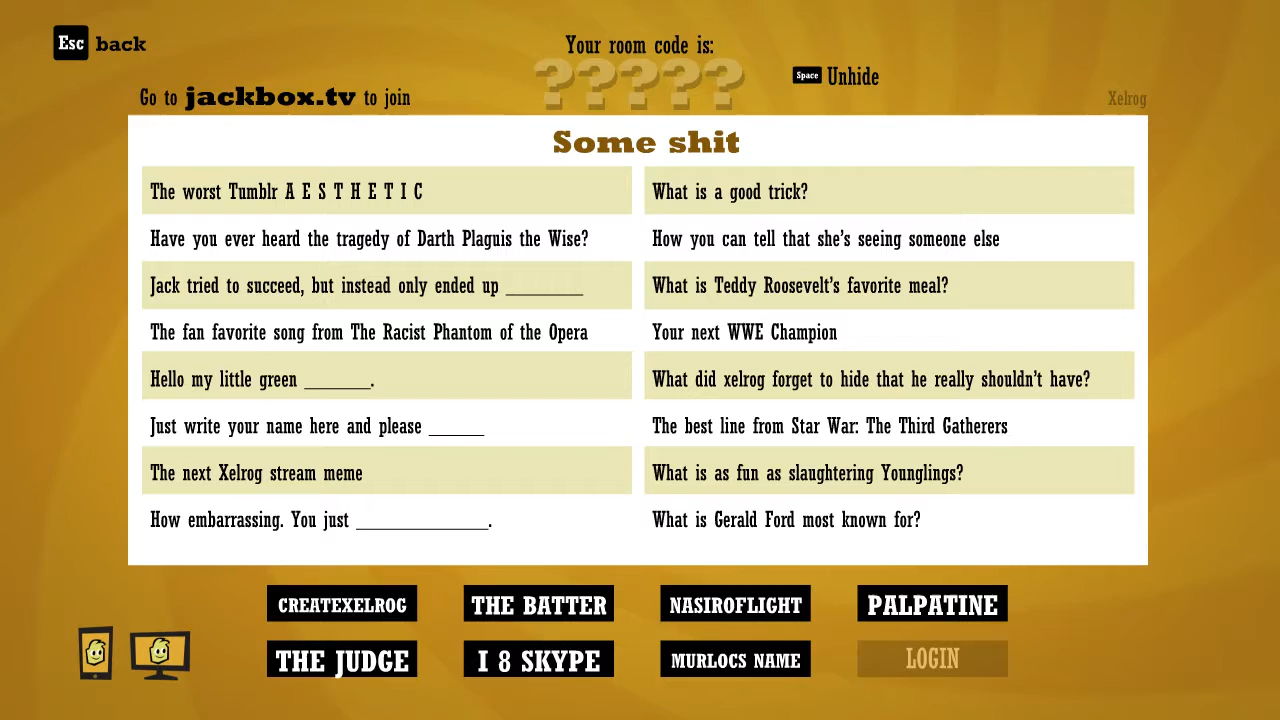 Esc back
Your room code is:
?????
Space Unhide
Go to jackbox.tv to join
Xelrog
Some shit
The worst Tumblr A E S T H E T I C
What is a good trick?
Have you ever heard the tragedy of Darth Plaguis the Wise?
How you can tell that she's seeing someone else
Jack tried to succeed, but instead only ended up ________
What is Teddy Roosevelt's favorite meal?
The fan favorite song from The Racist Phantom of the Opera
Your next WWE Champion
Hello my little green _______.
What did xelrog forget to hide that he really shouldn't have?
Just write your name here and please ______
The best line from Star War: The Third Gatherers
The next Xelrog stream meme
What is as fun as slaughtering Younglings?
How embarrassing. You just ______________.
What is Gerald Ford most known for?
CREATEXELROG
THE BATTER
NASIROFLIGHT
PALPATINE
THE JUDGE
I 8 SKYPE
MURLOCS NAME
LOGIN